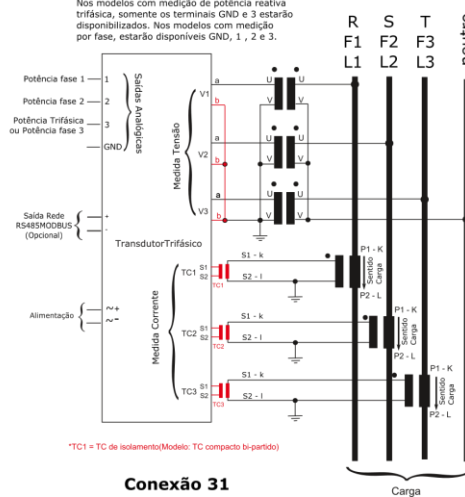 Nos modelos com medição de potência reativa
trifásica, somente os terminais GND e 3 estarão
disponibilizados. Nos modelos com medição
por fase, estarão disponíveis GND, 1 , 2 e 3.
R S T
F1 F2 F3
L1 L2 L3
neutro
Potência fase 1 1
Potência fase 2 2
Potência Trifásica
ou Potência fase 3
3
GND
Saídas Analógicas
Medida Tensão
V1 a
b
V2 a
b
V3 a
b
U U
V V
U U
V V
U U
V V
Saída Rede
RS485MODBUS
(Opcional)
+
-
TransdutorTrifásico
Alimentação
~+
~-
Medida Corrente
TC1 S1
S2
TC1
S1 - k
S2 - l
P1 - K
Sentido
Carga
P2 - L
TC2 S1
S2
TC2
S1 - k
S2 - l
P1 - K
Sentido
Carga
P2 - L
TC3 S1
S2
TC3
S1 - k
S2 - l
P1 - K
Sentido
Carga
P2 - L
*TC1 = TC de isolamento(Modelo: TC compacto bi-partido)
Conexão 31
Carga